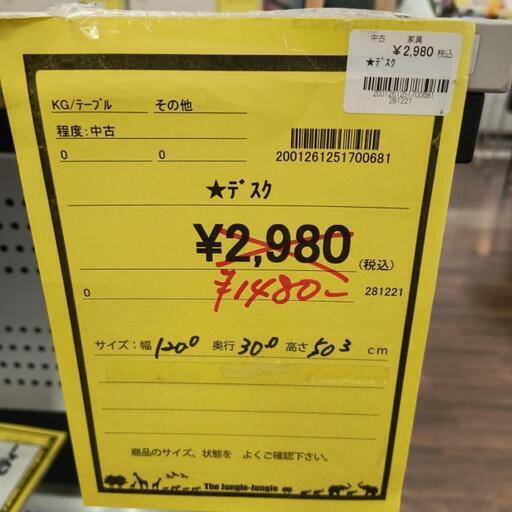 中古 家具
¥2,980 税込
★デスク
2001261251700681
281221
KG/テーブル その他
程度:中古
0 0
2001261251700681
★デスク
¥2,980 (税込)
¥1480-
0 281221
サイズ:幅 120.0 奥行 30.0 高さ 50.3 cm
商品のサイズ、状態を よくご確認下さい。
The Jungle-Jungle